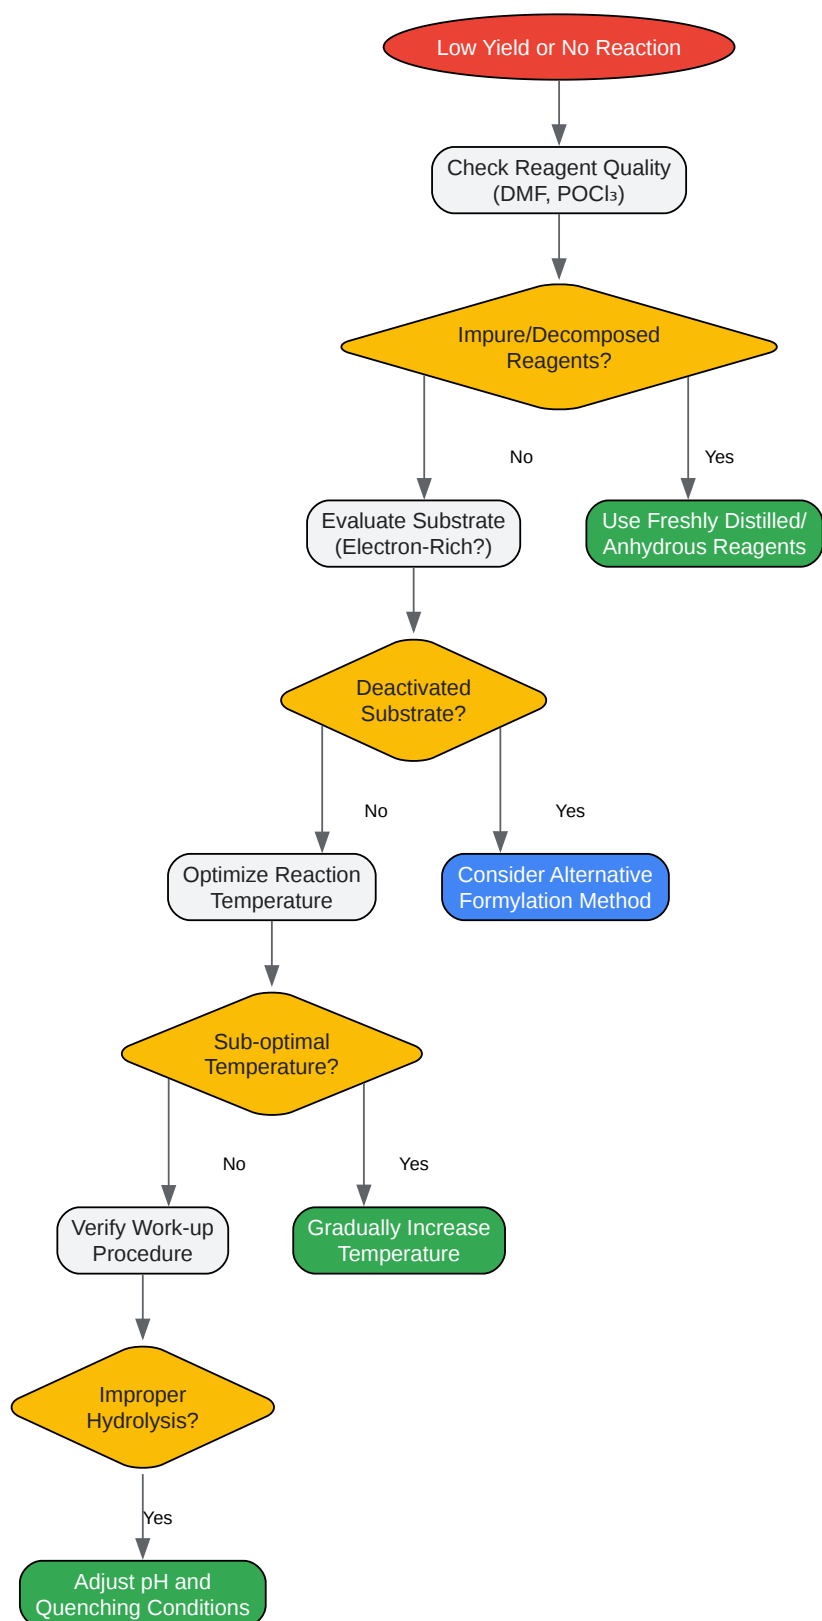 Low Yield or No Reaction
Check Reagent Quality
(DMF, POCl₃)
Impure/Decomposed
Reagents?
No
Yes
Evaluate Substrate
(Electron-Rich?)
Use Freshly Distilled/
Anhydrous Reagents
Deactivated
Substrate?
No
Yes
Optimize Reaction
Temperature
Consider Alternative
Formylation Method
Sub-optimal
Temperature?
No
Yes
Verify Work-up
Procedure
Gradually Increase
Temperature
Improper
Hydrolysis?
Yes
Adjust pH and
Quenching Conditions